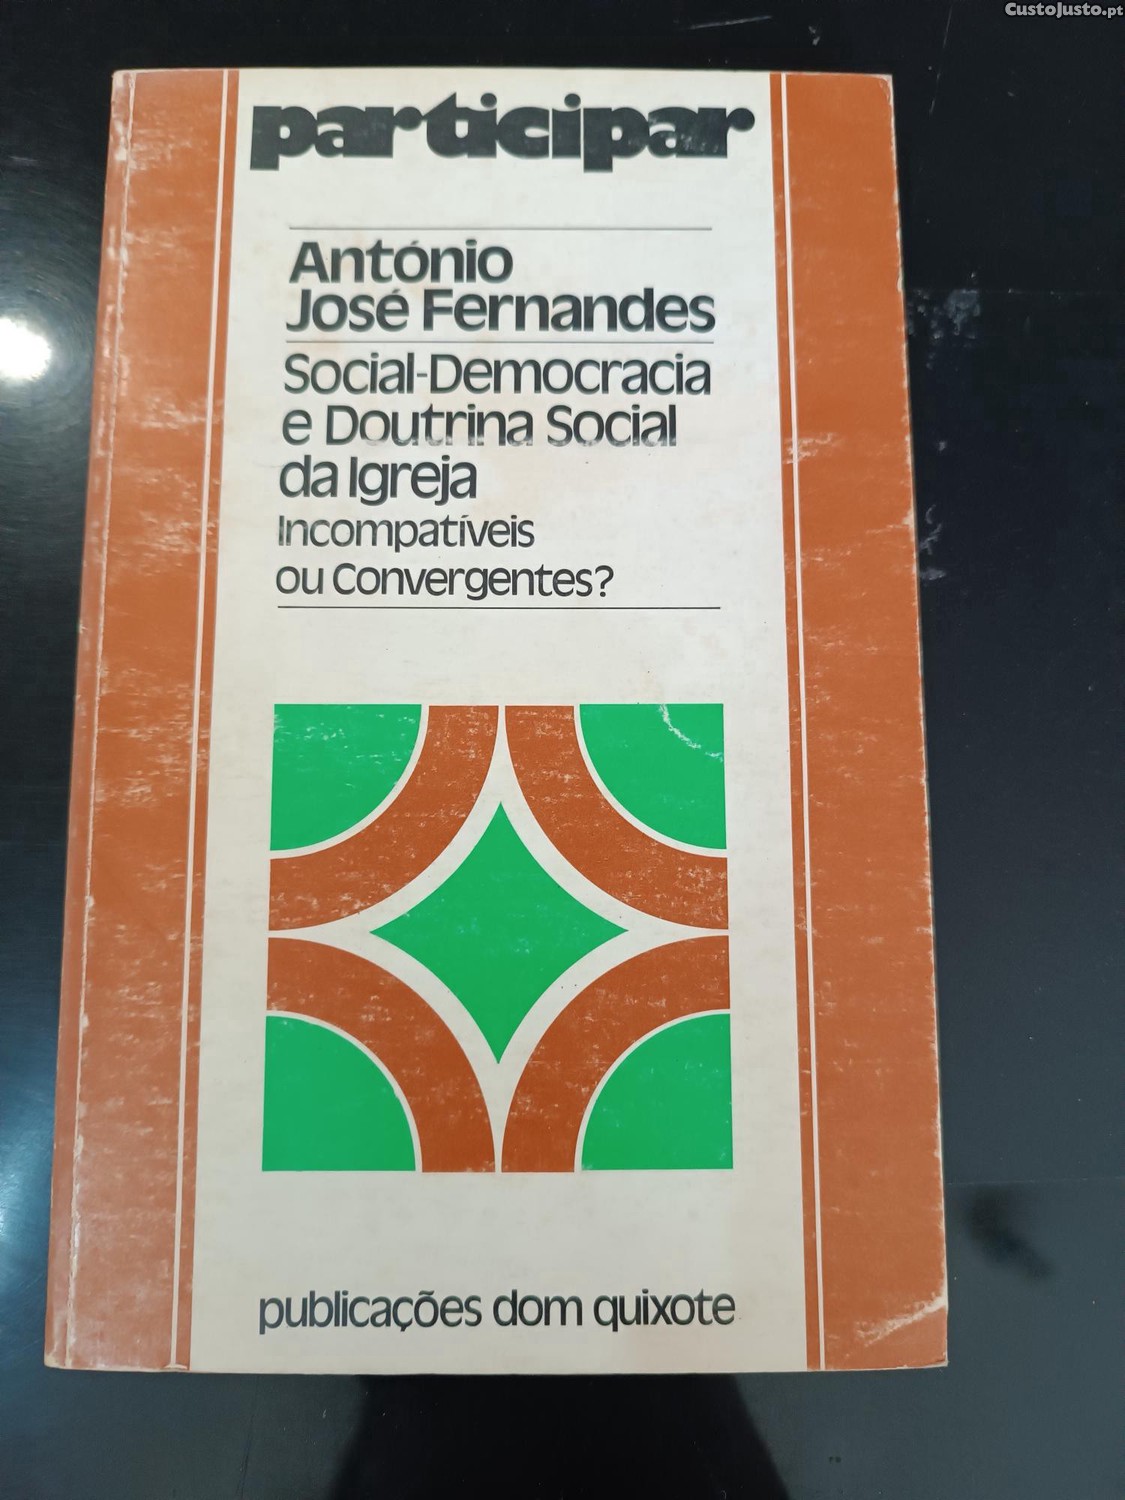 CustoJusto.pt
participar
António
José Fernandes
Social-Democracia
e Doutrina Social
da Igreja
Incompatíveis
ou Convergentes?
publicações dom quixote